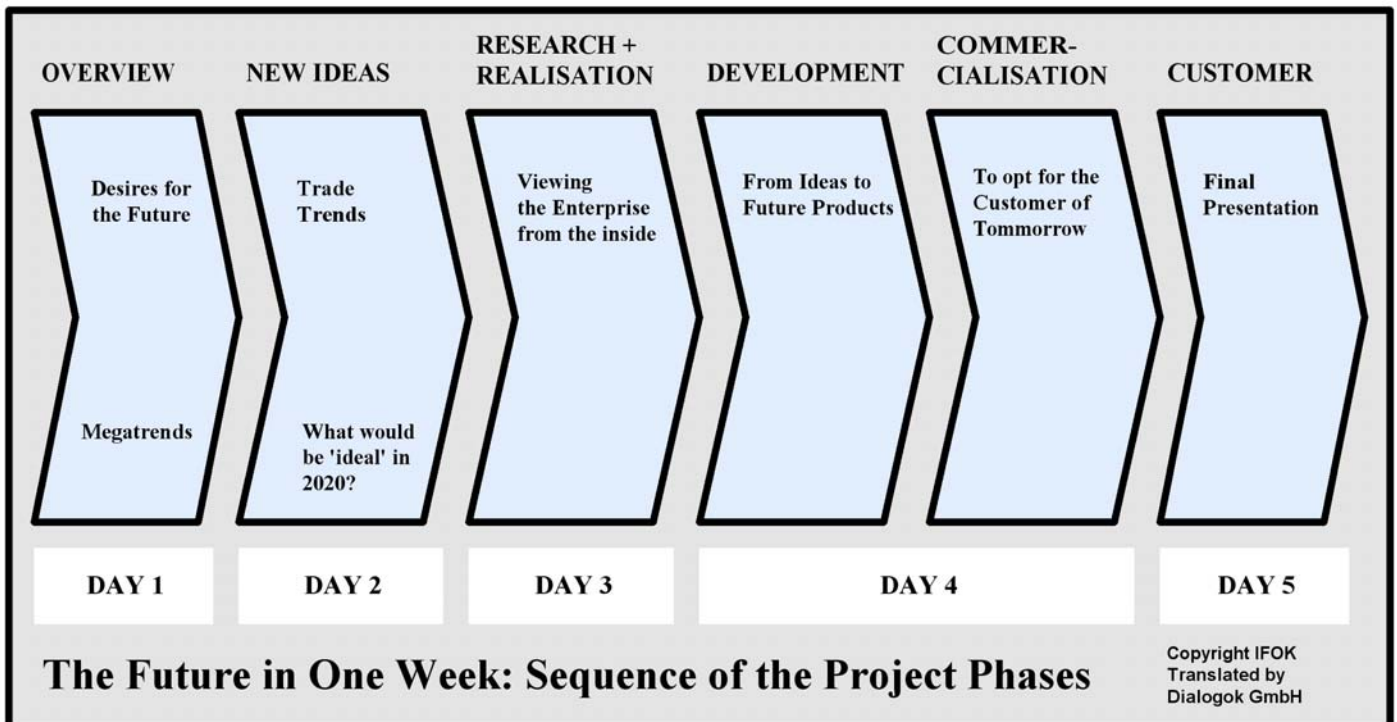 OVERVIEW
NEW IDEAS
RESEARCH +
REALISATION
DEVELOPMENT
COMMER-
CIALISATION
CUSTOMER
Desires for
the Future
Megatrends
Trade
Trends
What would
be 'ideal' in
2020?
Viewing
the Enterprise
from the inside
From Ideas to
Future Products
To opt for the
Customer of
Tommorrow
Final
Presentation
DAY 1
DAY 2
DAY 3
DAY 4
DAY 5
The Future in One Week: Sequence of the Project Phases
Copyright IFOK
Translated by
Dialogok GmbH